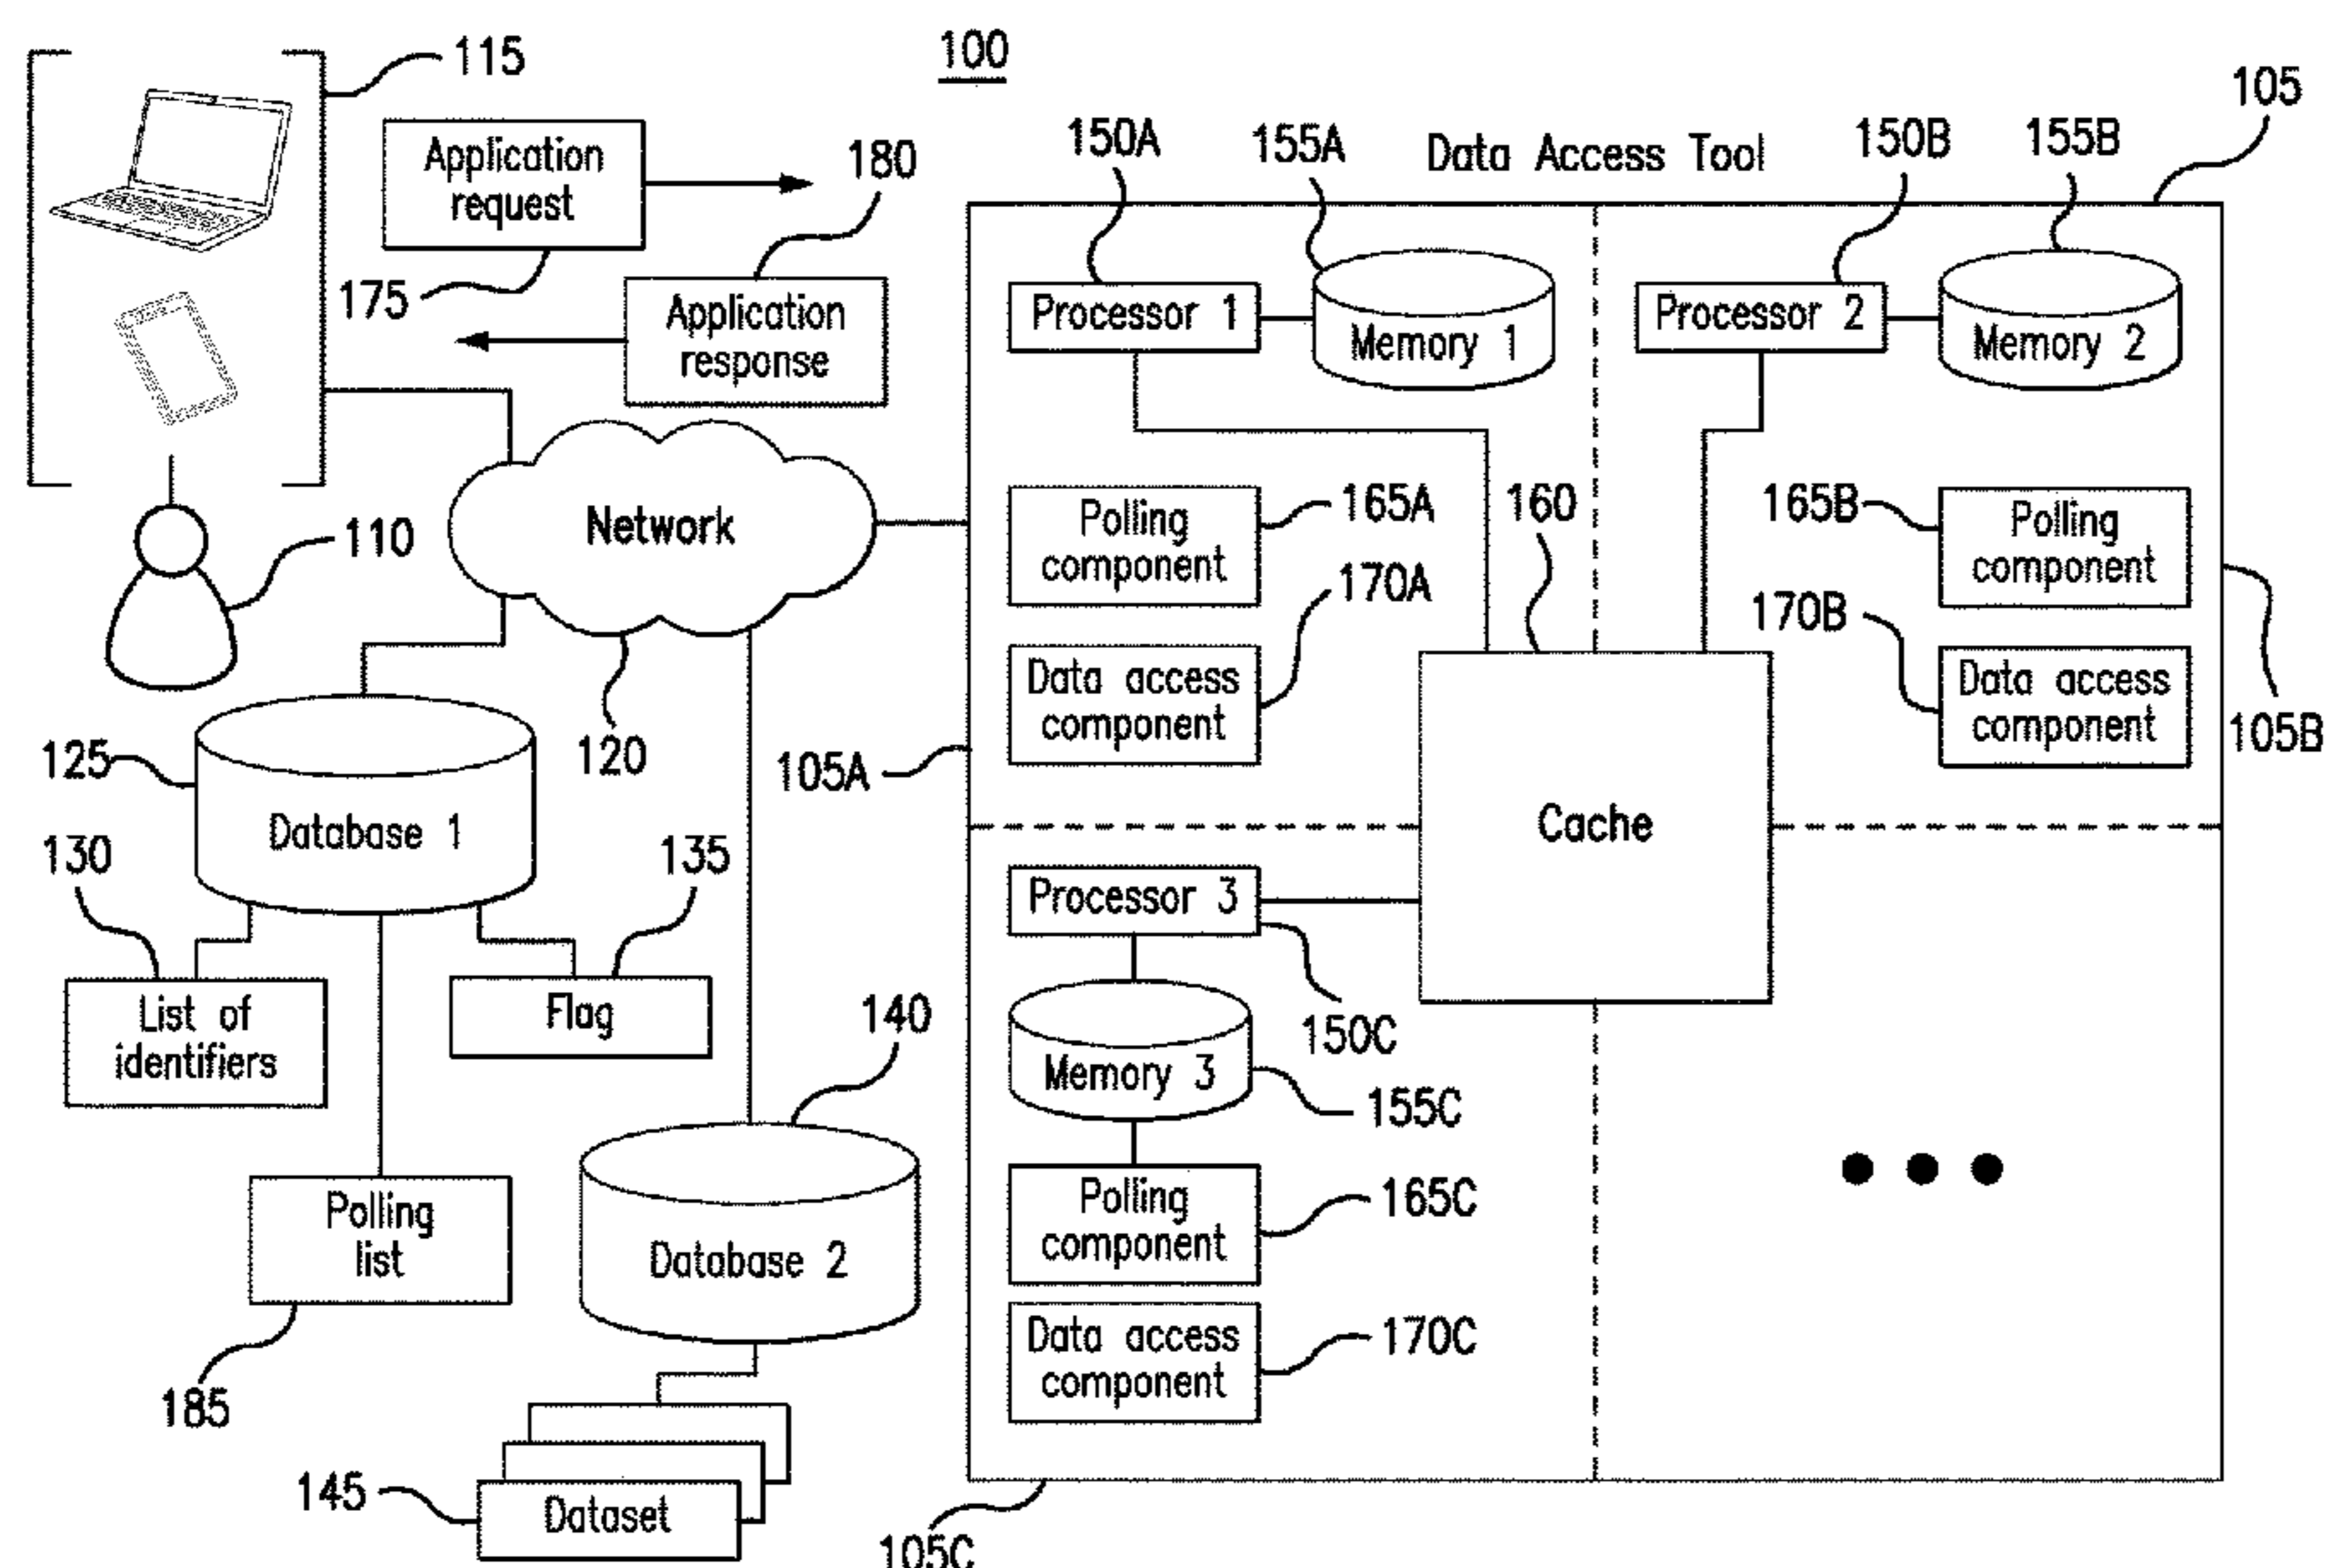 100
115
Application
request
175
180
Application
response
110
Network
120
125
Database 1
130
List of
identifiers
135
Flag
Polling
list
185
140
Database 2
145
Dataset
Data Access Tool
105
150A
155A
Processor 1
Memory 1
150B
155B
Processor 2
Memory 2
Polling
component
165A
Data access
component
170A
105A
160
Cache
165B
Polling
component
170B
Data access
component
105B
Processor 3
150C
Memory 3
155C
Polling
component
165C
Data access
component
170C
105C